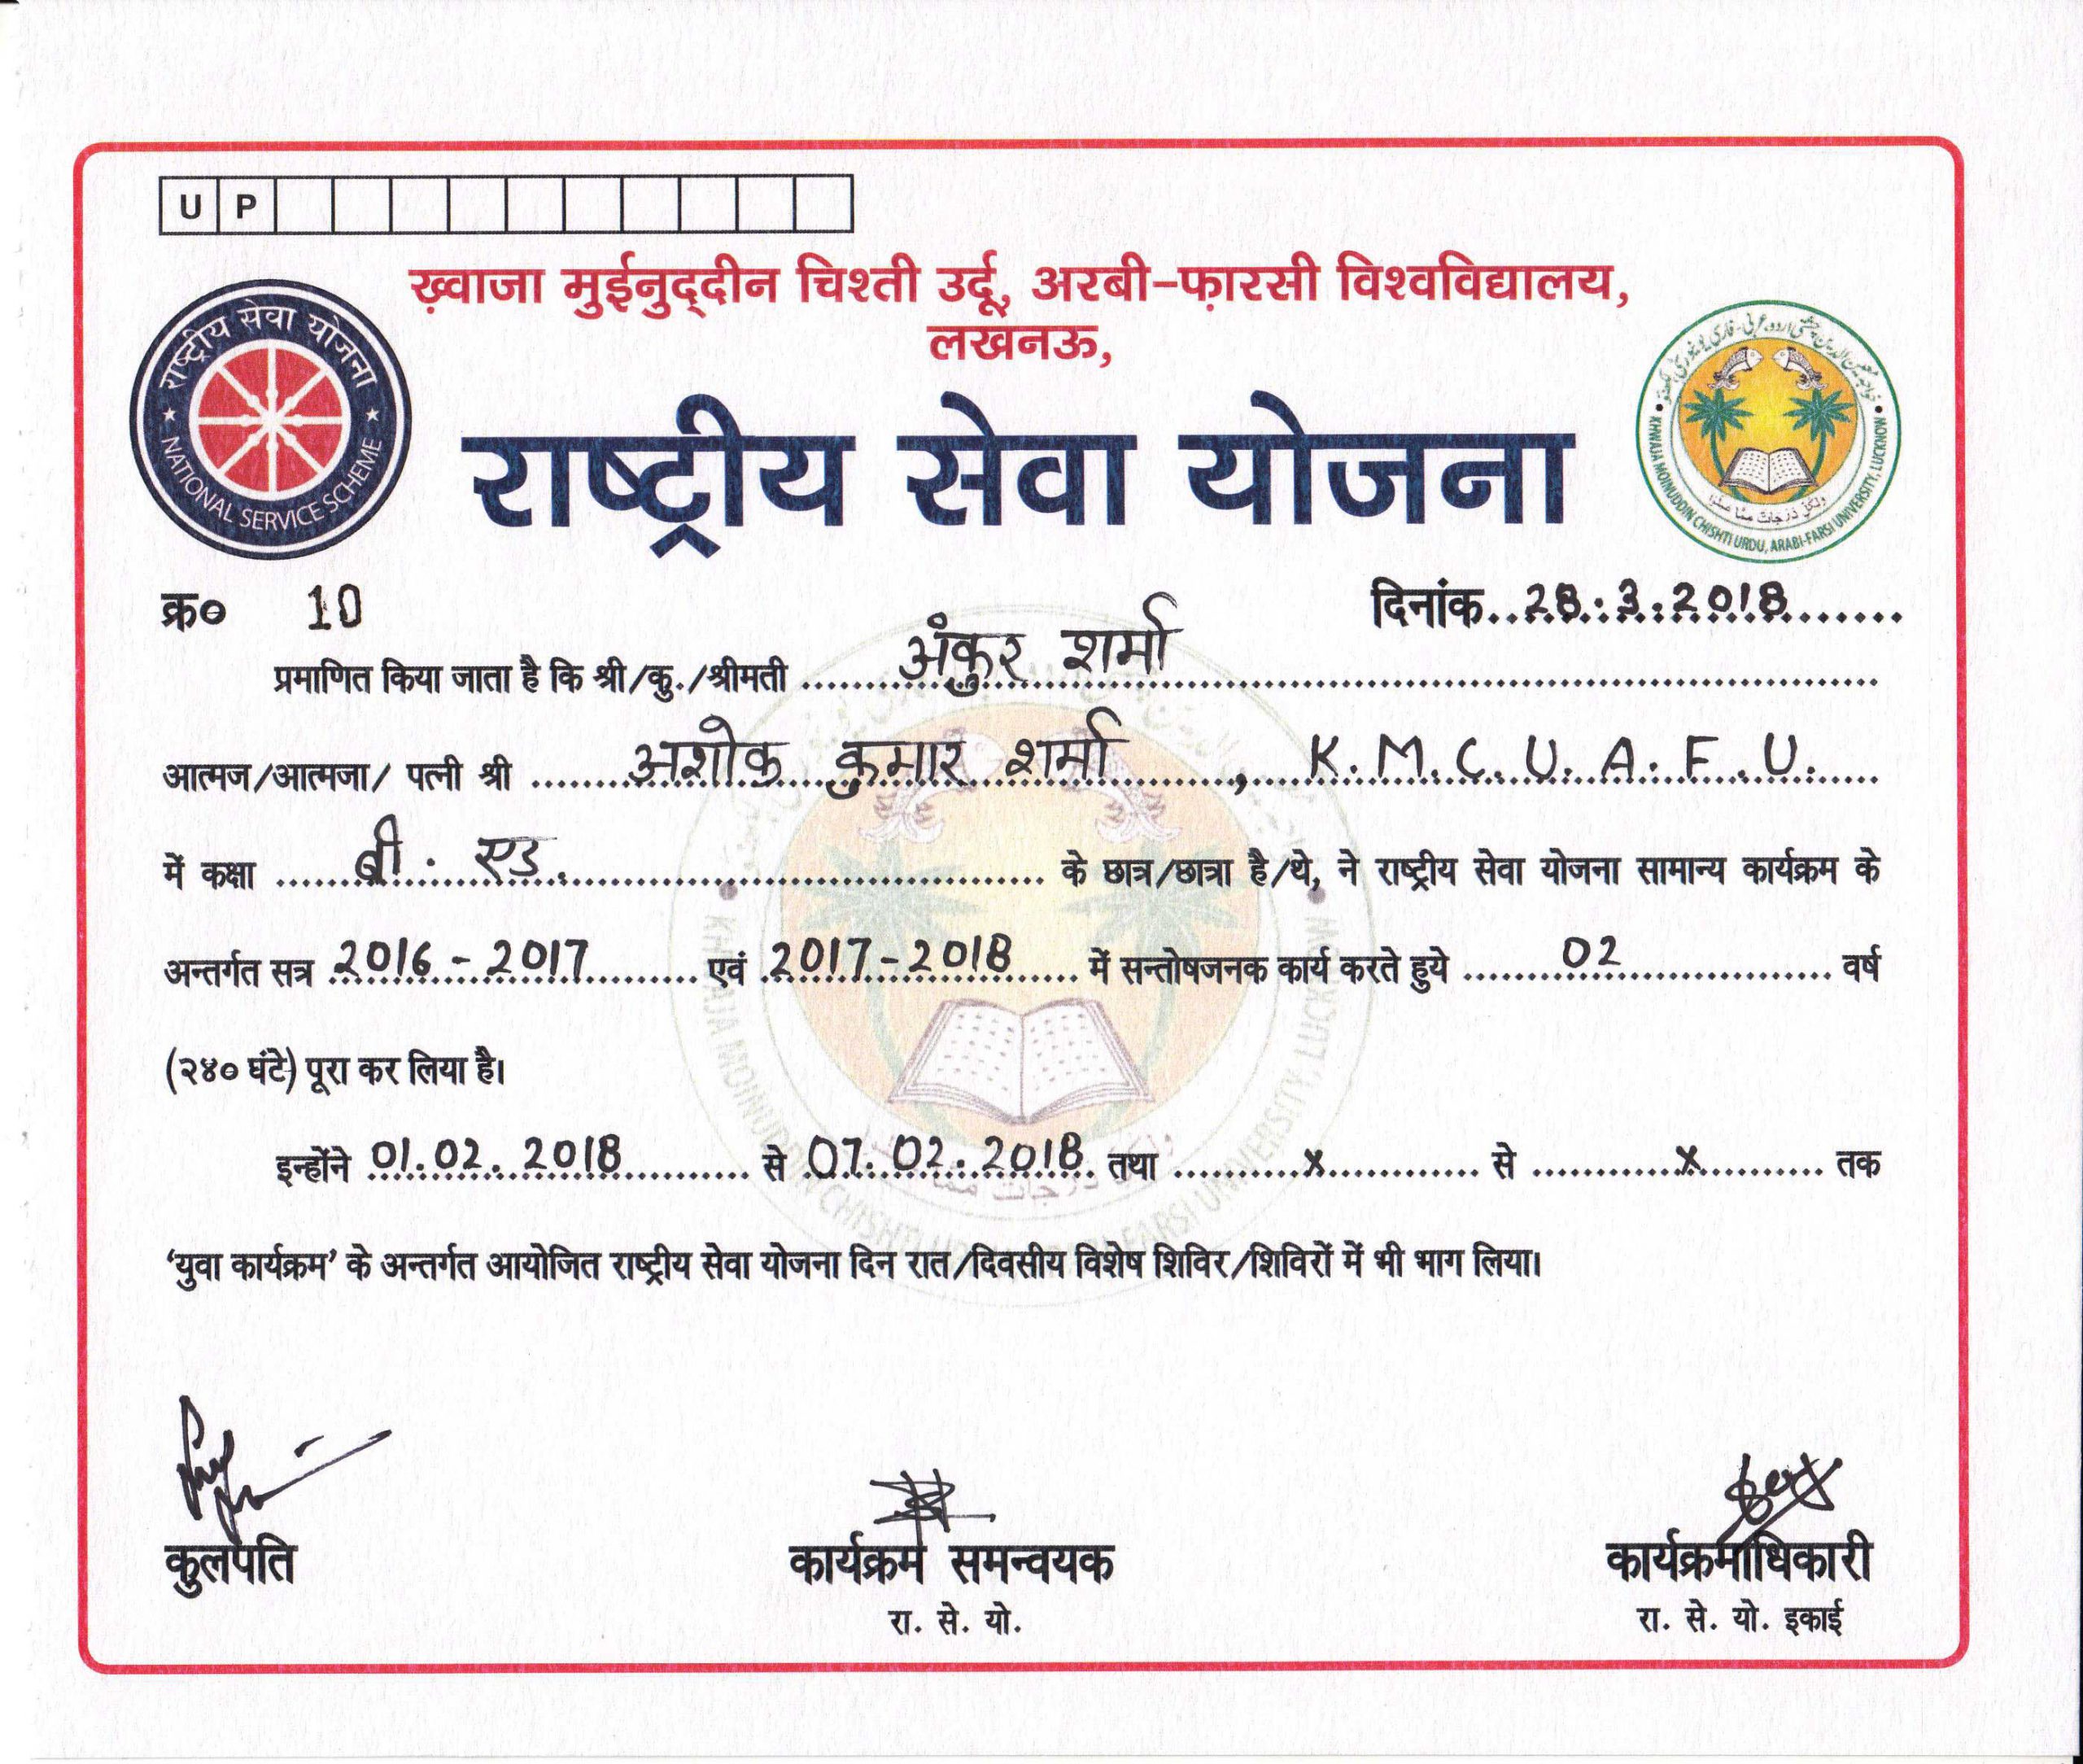 U P
ख़्वाजा मुईनुद्दीन चिश्ती उर्दू, अरबी-फ़ारसी विश्वविद्यालय,
लखनऊ,
राष्ट्रीय सेवा योजना
NATIONAL SERVICE SCHEME
KHWAJA MOINUDDIN CHISHTI URDU, ARABI-FARSI UNIVERSITY, LUCKNOW
राष्ट्रीय सेवा योजना
क्र० 10 दिनांक 28.3.2018
प्रमाणित किया जाता है कि श्री/कु./श्रीमती अंकुर शर्मा
आत्मज/आत्मजा/ पत्नी श्री अशोक कुमार शर्मा, K. M. C. U. A. F. U.
में कक्षा बी. एड. के छात्र/छात्रा है/थे, ने राष्ट्रीय सेवा योजना सामान्य कार्यक्रम के
अन्तर्गत सत्र 2016 - 2017 एवं 2017-2018 में सन्तोषजनक कार्य करते हुये 02 वर्ष
(२४० घंटे) पूरा कर लिया है।
इन्होंने 01.02.2018 से 07.02.2018 तथा x से x तक
‘युवा कार्यक्रम’ के अन्तर्गत आयोजित राष्ट्रीय सेवा योजना दिन रात/दिवसीय विशेष शिविर/शिविरों में भी भाग लिया।
कुलपति कार्यक्रम समन्वयक कार्यक्रमाधिकारी
रा. से. यो. रा. से. यो. इकाई